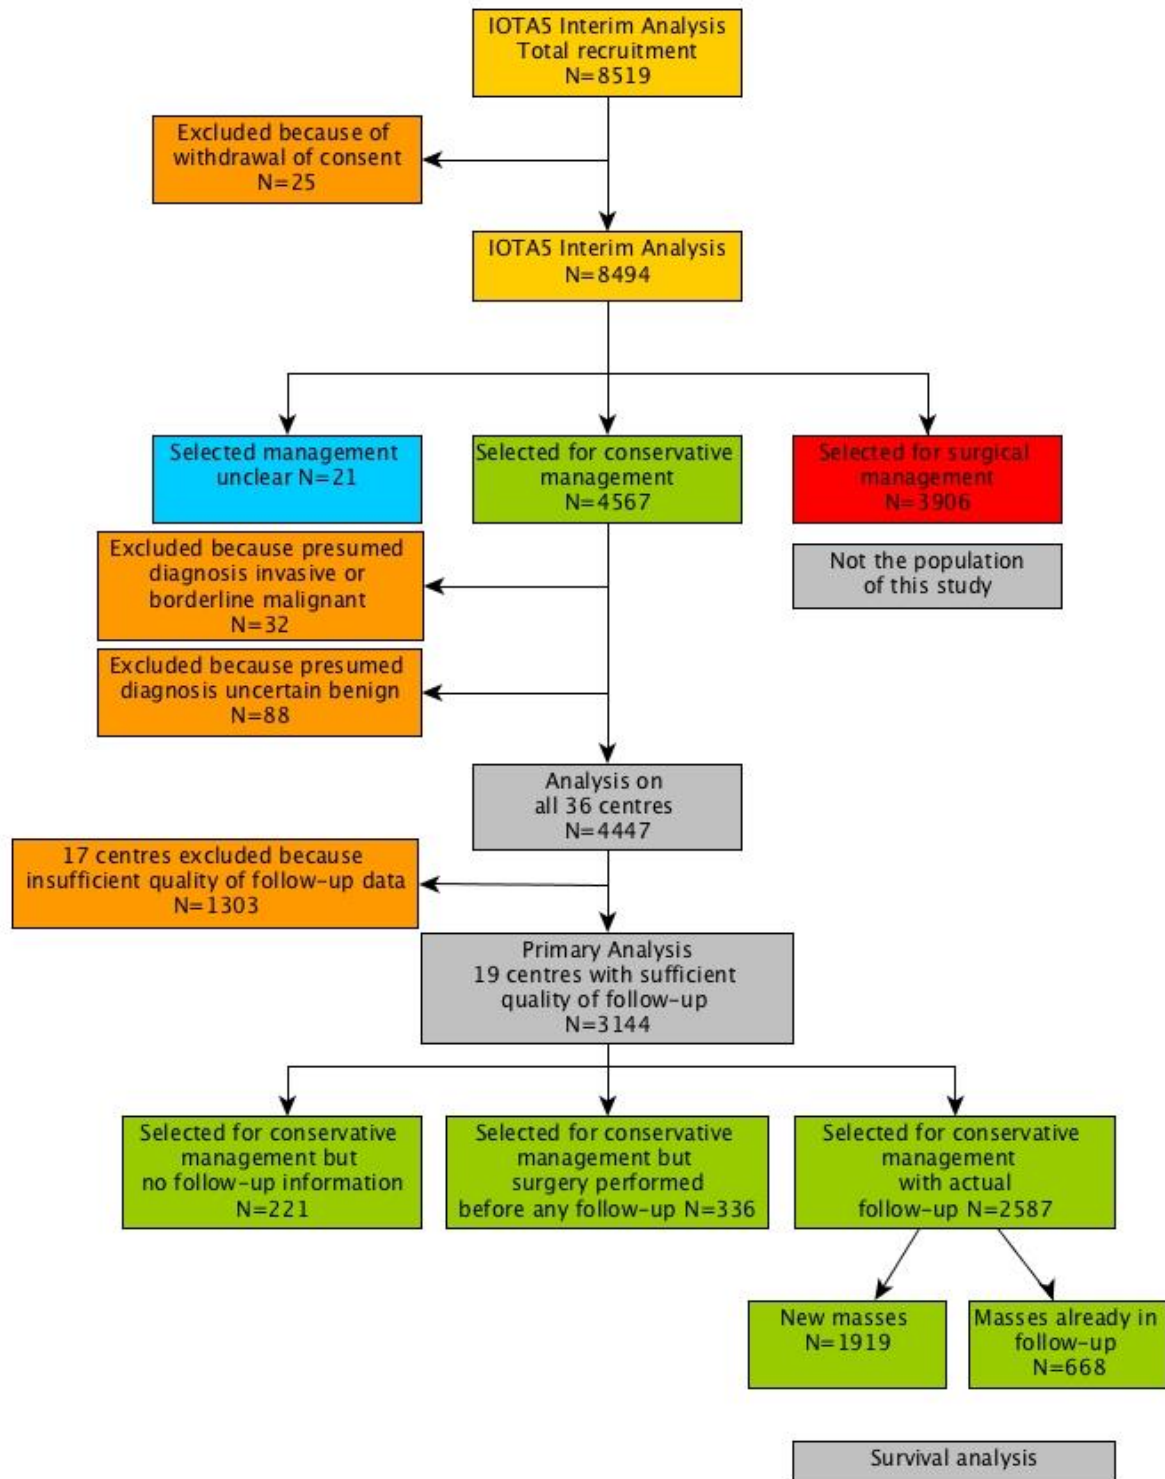 IOTA5 Interim Analysis
Total recruitment
N=8519
Excluded because of
withdrawal of consent
N=25
IOTA5 Interim Analysis
N=8494
Selected management
unclear N=21
Selected for conservative
management
N=4567
Selected for surgical
management
N=3906
Excluded because presumed
diagnosis invasive or
borderline malignant
N=32
Not the population
of this study
Excluded because presumed
diagnosis uncertain benign
N=88
Analysis on
all 36 centres
N=4447
17 centres excluded because
insufficient quality of follow-up data
N=1303
Primary Analysis
19 centres with sufficient
quality of follow-up
N=3144
Selected for conservative
management but
no follow-up information
N=221
Selected for conservative
management but
surgery performed
before any follow-up N=336
Selected for conservative
management
with actual
follow-up N=2587
New masses
N=1919
Masses already in
follow-up
N=668
Survival analysis